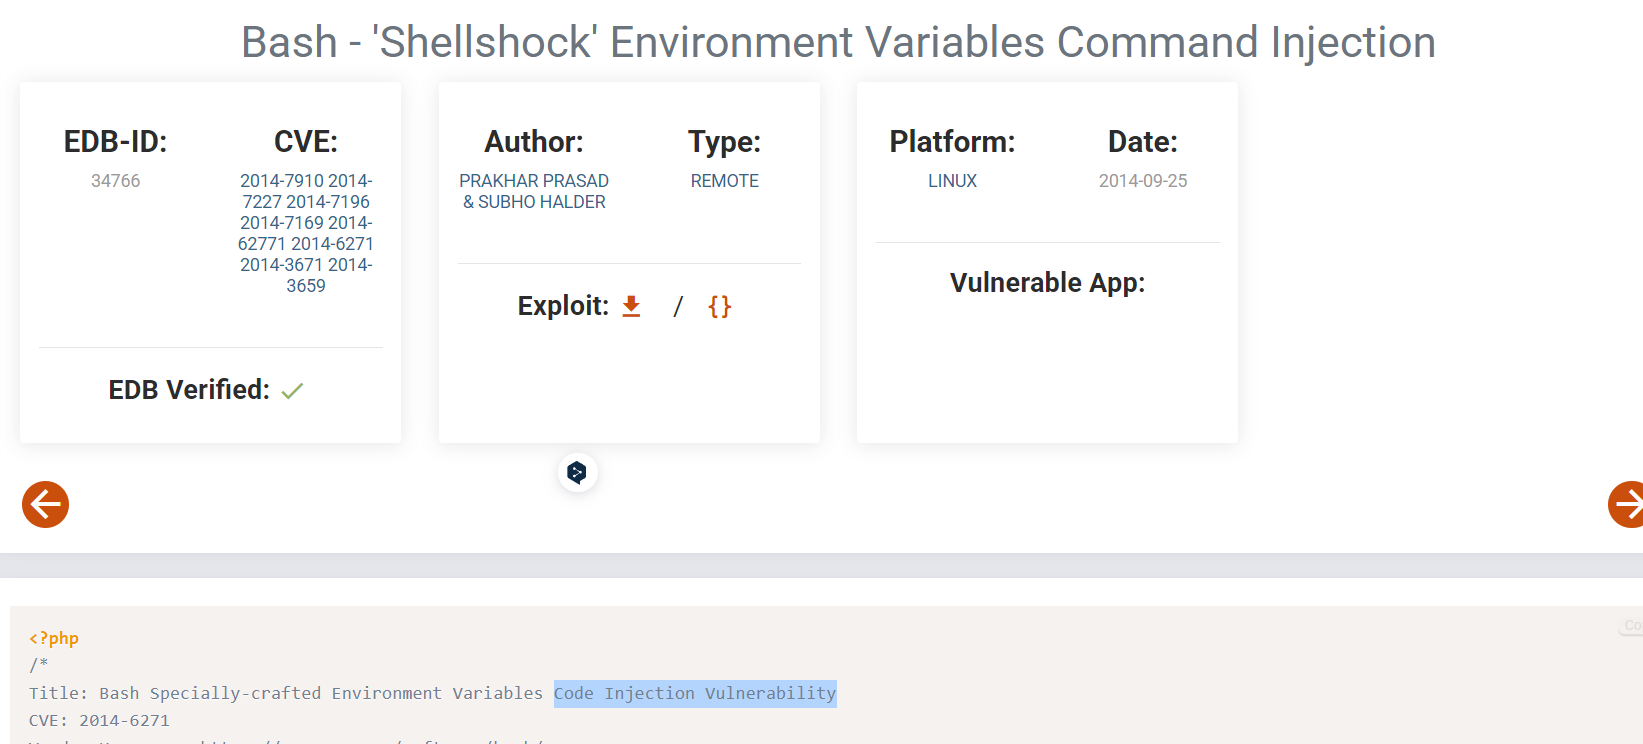 Bash - 'Shellshock' Environment Variables Command Injection
EDB-ID:
34766
CVE:
2014-7910 2014-
7227 2014-7196
2014-7169 2014-
62771 2014-6271
2014-3671 2014-
3659
EDB Verified:
Author:
PRAKHAR PRASAD
& SUBHO HALDER
Type:
REMOTE
Exploit: / {}
Platform:
LINUX
Date:
2014-09-25
Vulnerable App:
<?php
/*
Title: Bash Specially-crafted Environment Variables Code Injection Vulnerability
CVE: 2014-6271